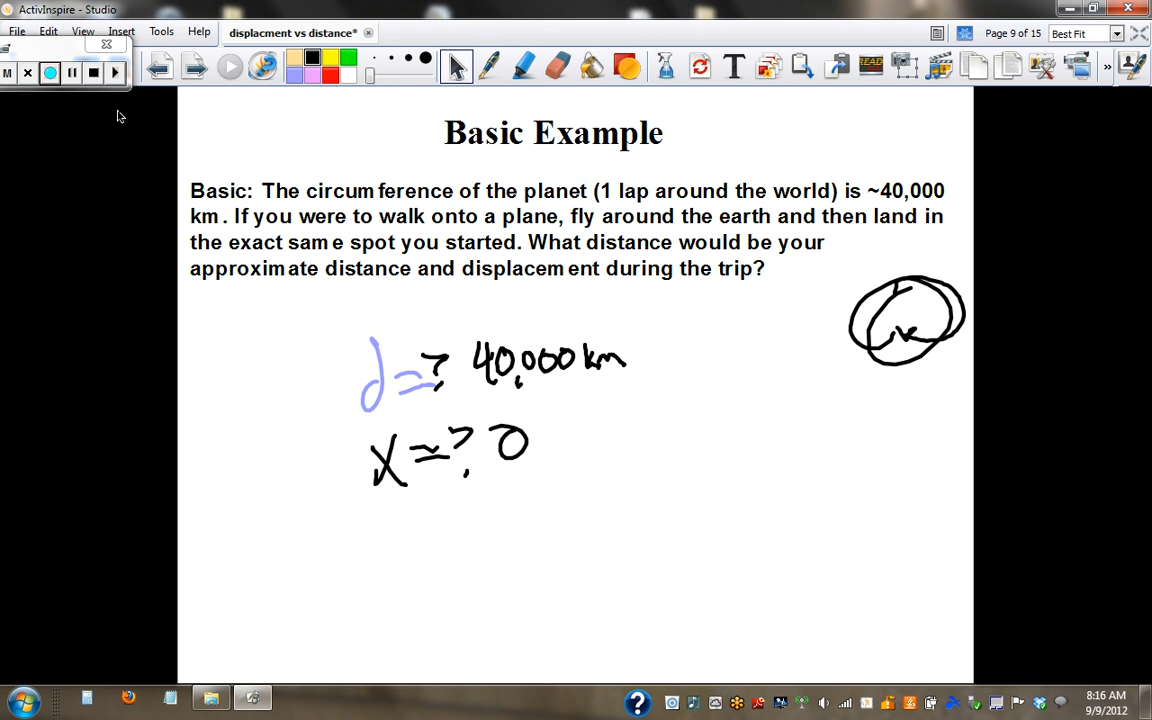 ActivInspire - Studio
File Edit View Insert Tools Help displacment vs distance* Page 9 of 15 Best Fit
M
Basic Example
Basic: The circumference of the planet (1 lap around the world) is ~40,000
km. If you were to walk onto a plane, fly around the earth and then land in
the exact same spot you started. What distance would be your
approximate distance and displacement during the trip?
d=? 40,000 km
x=? 0
8:16 AM
9/9/2012